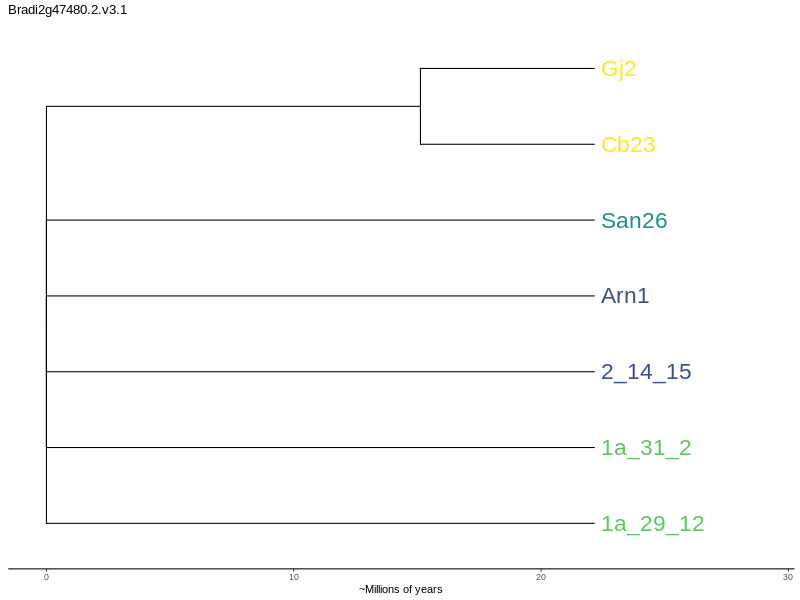 Bradi2g47480.2.v3.1
Gj2
Cb23
San26
Arn1
2_14_15
1a_31_2
1a_29_12
0 10 20 30
~Millions of years